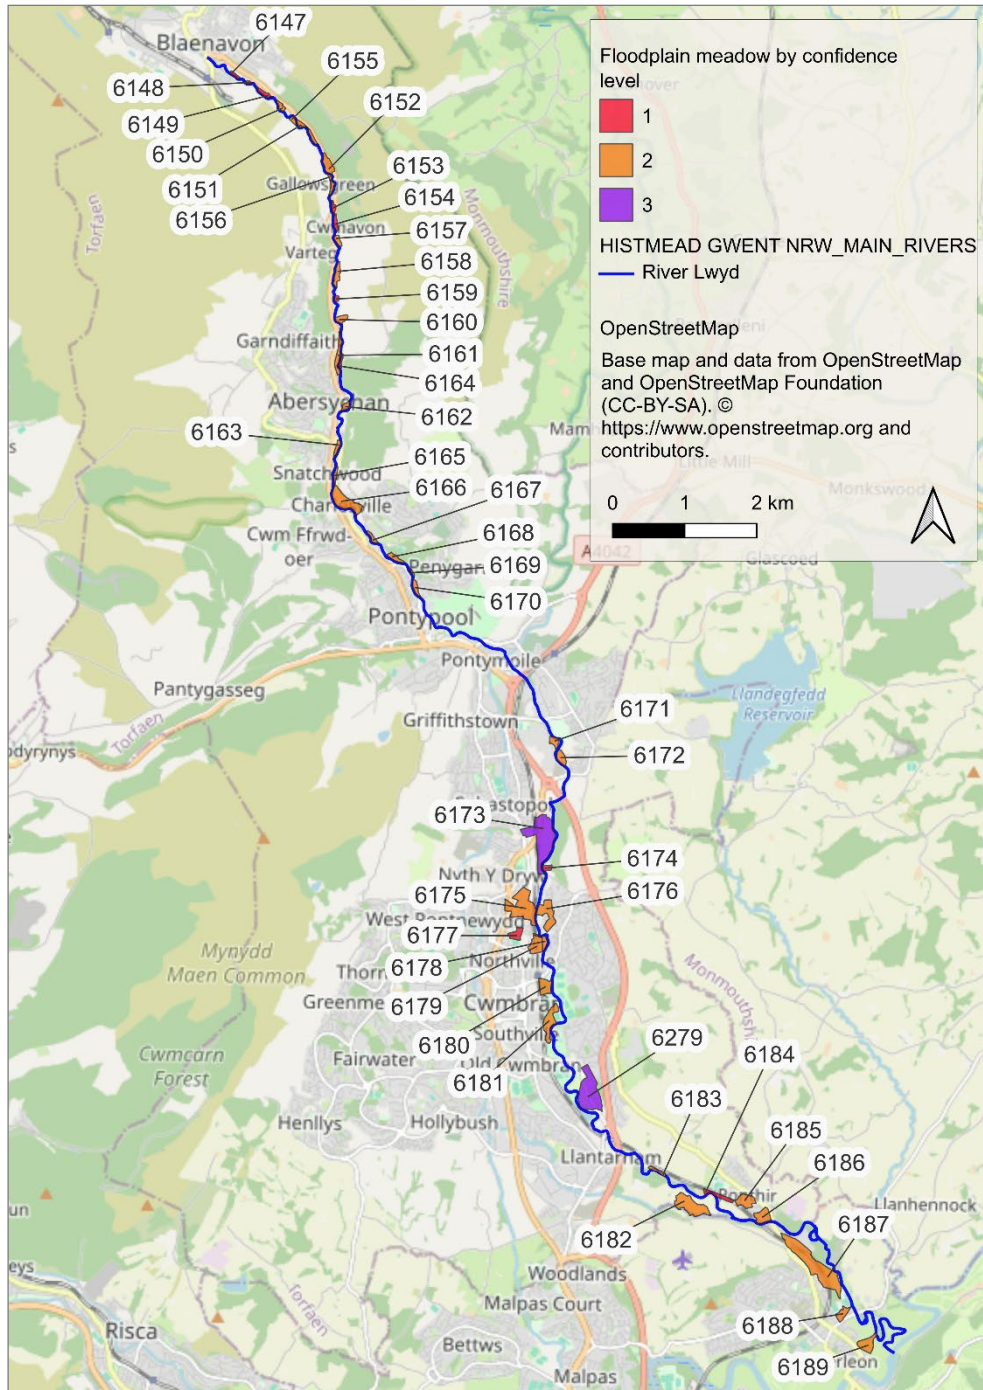 Blaenavon
6147
6148
6155
6149
6152
6150
6151
6153
Gallowsgreen
6156
6154
6157
Varteg
6158
6159
6160
Garndiffaith
6161
6164
Abersychan
6162
6163
6165
Snatchwood
6166
6167
Cwm Ffrwd-
oer
6168
6169
6170
Pontypool
Pontymoile
Pantygasseg
Griffithstown
6171
6172
6173
6174
6175
6176
6177
6178
Northville
6179
Cwmbran
6180
Southville
6181
6279
Fairwater
Henllys
Hollybush
Llantarnam
6183
6184
6185
6186
6182
6187
Llanhennock
Woodlands
Malpas Court
6188
6189
Risca
Bettws
Malpas
Torfaen
Monmouthshire
Torfaen
Torfaen
Mynydd
Maen Common
Cwmcarn
Forest
Llandegfedd
Reservoir
A4042
Little Mill
Monkswood
Glascoed
Floodplain meadow by confidence
level
1
2
3
HISTMEAD GWENT NRW_MAIN_RIVERS
River Lwyd
OpenStreetMap
Base map and data from OpenStreetMap
and OpenStreetMap Foundation
(CC-BY-SA). ©
https://www.openstreetmap.org and
contributors.
0 1 2 km